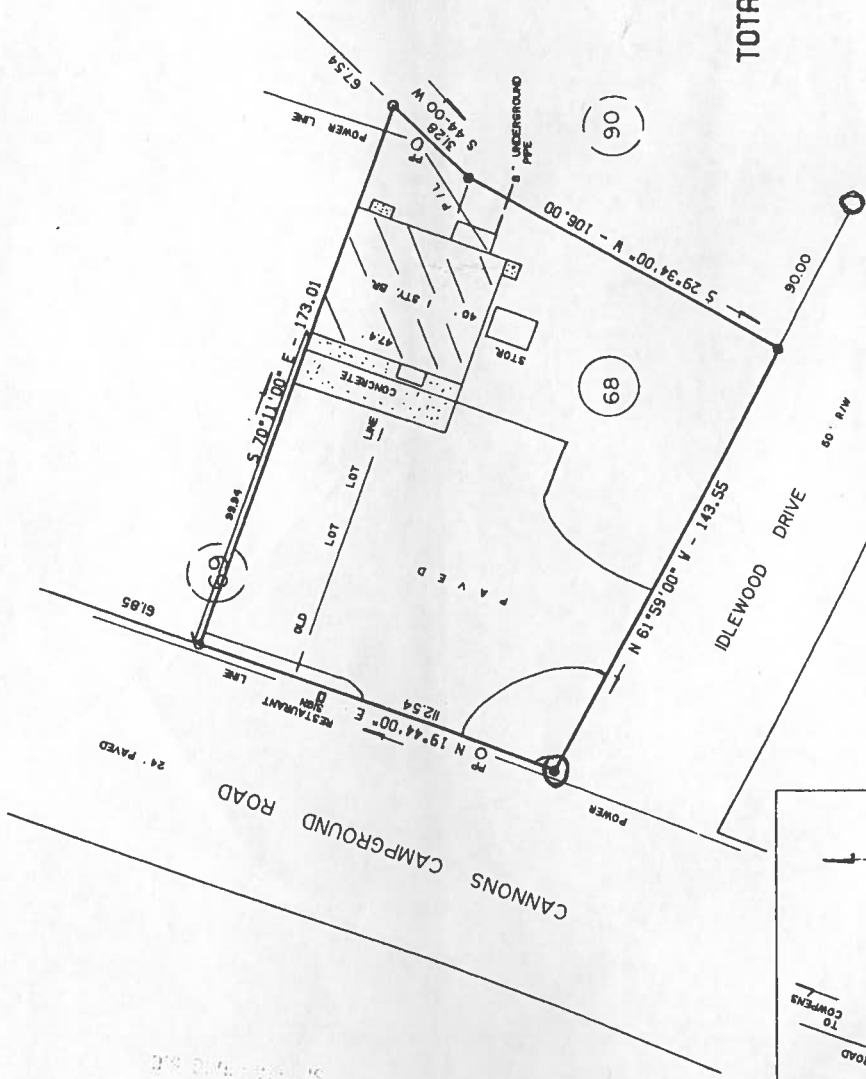 TOTA
67.54
POWER LINE
PP
31.28
S 44-00 W
P/L
8" UNDERGROUND
PIPE
90
S 70°11'00" E - 173.01
99.94
69
61.85
40'
1 STY. BR.
47.4'
CONCRETE
STOR.
S 29°34'00" W - 106.00
68
90.00
OLD LOT LOT LINE
PAVED
LINE
RESTAURANT
SIGN
N 19°44'00" E
112.54
PP
POWER
24' PAVED
CANNONS CAMPGROUND ROAD
N 61°59'00" W - 143.55
IDLEWOOD DRIVE
60' R/W
TO
COWPENS
ROAD